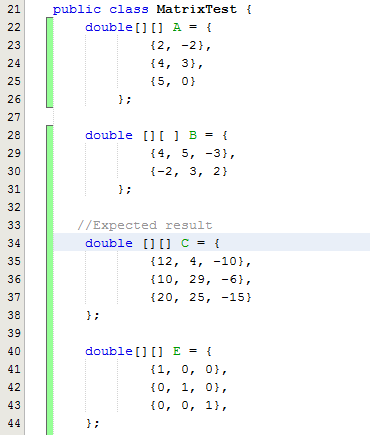 21 public class MatrixTest {
22 double[][] A = {
23 {2, -2},
24 {4, 3},
25 {5, 0}
26 };
27
28 double [][ ] B = {
29 {4, 5, -3},
30 {-2, 3, 2}
31 };
32
33 //Expected result
34 double [][] C = {
35 {12, 4, -10},
36 {10, 29, -6},
37 {20, 25, -15}
38 };
39
40 double[][] E = {
41 {1, 0, 0},
42 {0, 1, 0},
43 {0, 0, 1},
44 };